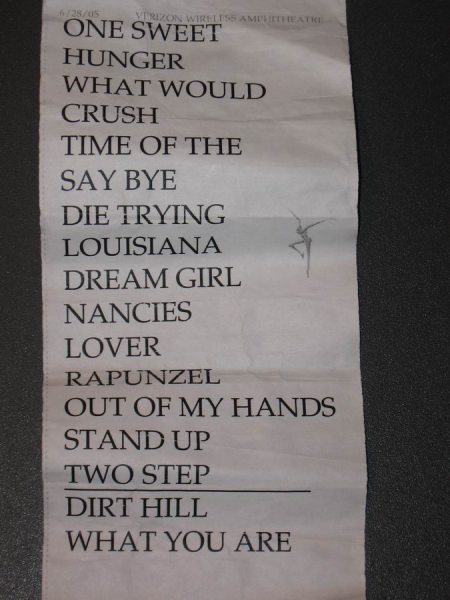 6/28/05 VERIZON WIRELESS AMPHITHEATRE
ONE SWEET
HUNGER
WHAT WOULD
CRUSH
TIME OF THE
SAY BYE
DIE TRYING
LOUISIANA
DREAM GIRL
NANCIES
LOVER
RAPUNZEL
OUT OF MY HANDS
STAND UP
TWO STEP
DIRT HILL
WHAT YOU ARE